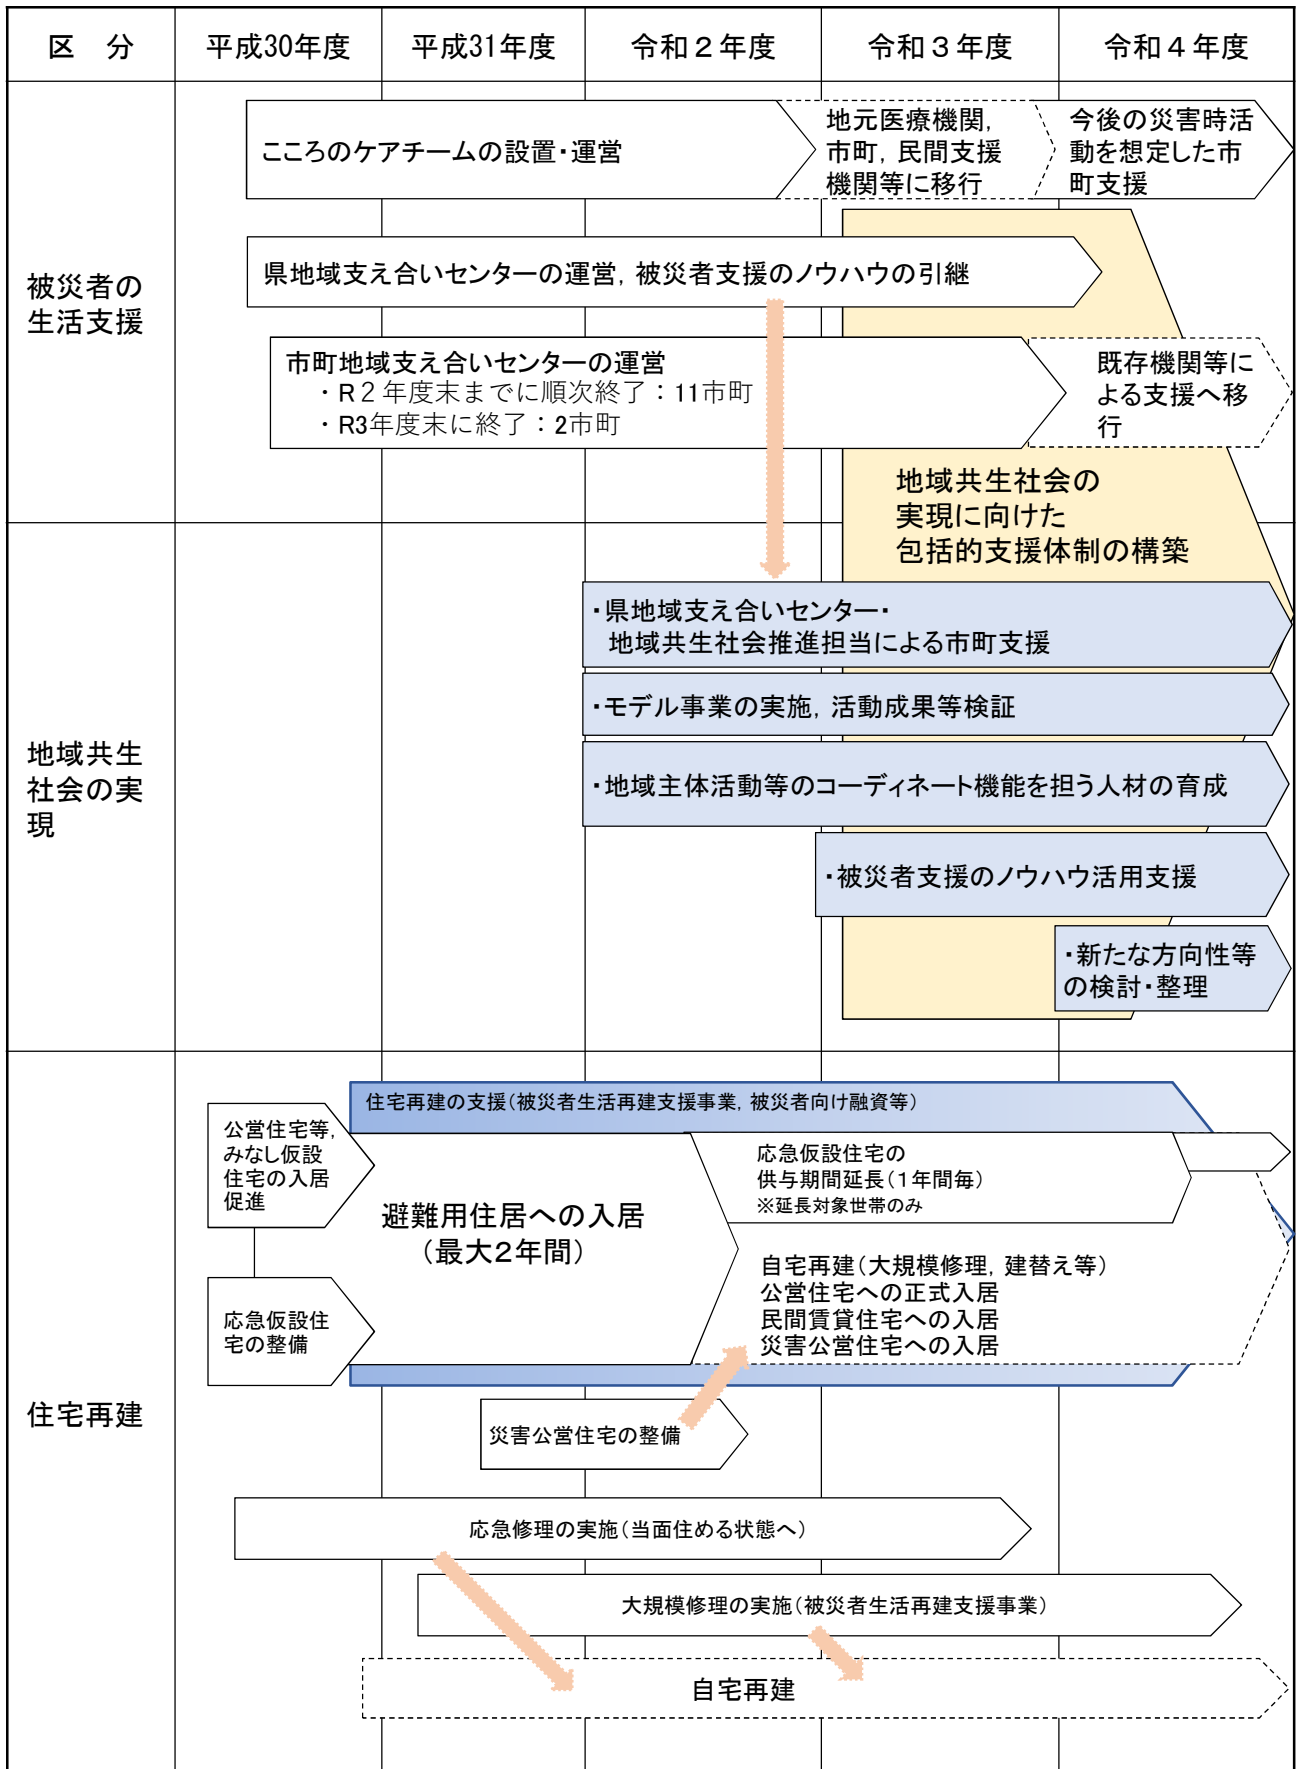 区　分
平成30年度
平成31年度
令和２年度
令和３年度
令和４年度
被災者の
生活支援
こころのケアチームの設置・運営
地元医療機関，
市町，民間支援
機関等に移行
今後の災害時活
動を想定した市
町支援
県地域支え合いセンターの運営，被災者支援のノウハウの引継
市町地域支え合いセンターの運営
・R２年度末までに順次終了：11市町
・R3年度末に終了：2市町
既存機関等に
よる支援へ移
行
地域共生社会の
実現に向けた
包括的支援体制の構築
地域共生
社会の実
現
・県地域支え合いセンター・
地域共生社会推進担当による市町支援
・モデル事業の実施，活動成果等検証
・地域主体活動等のコーディネート機能を担う人材の育成
・被災者支援のノウハウ活用支援
・新たな方向性等
の検討・整理
住宅再建
住宅再建の支援（被災者生活再建支援事業，被災者向け融資等）
公営住宅等，
みなし仮設
住宅の入居
促進
応急仮設住
宅の整備
避難用住居への入居
（最大２年間）
応急仮設住宅の
供与期間延長（１年間毎）
※延長対象世帯のみ
自宅再建（大規模修理，建替え等）
公営住宅への正式入居
民間賃貸住宅への入居
災害公営住宅への入居
災害公営住宅の整備
応急修理の実施（当面住める状態へ）
大規模修理の実施（被災者生活再建支援事業）
自宅再建